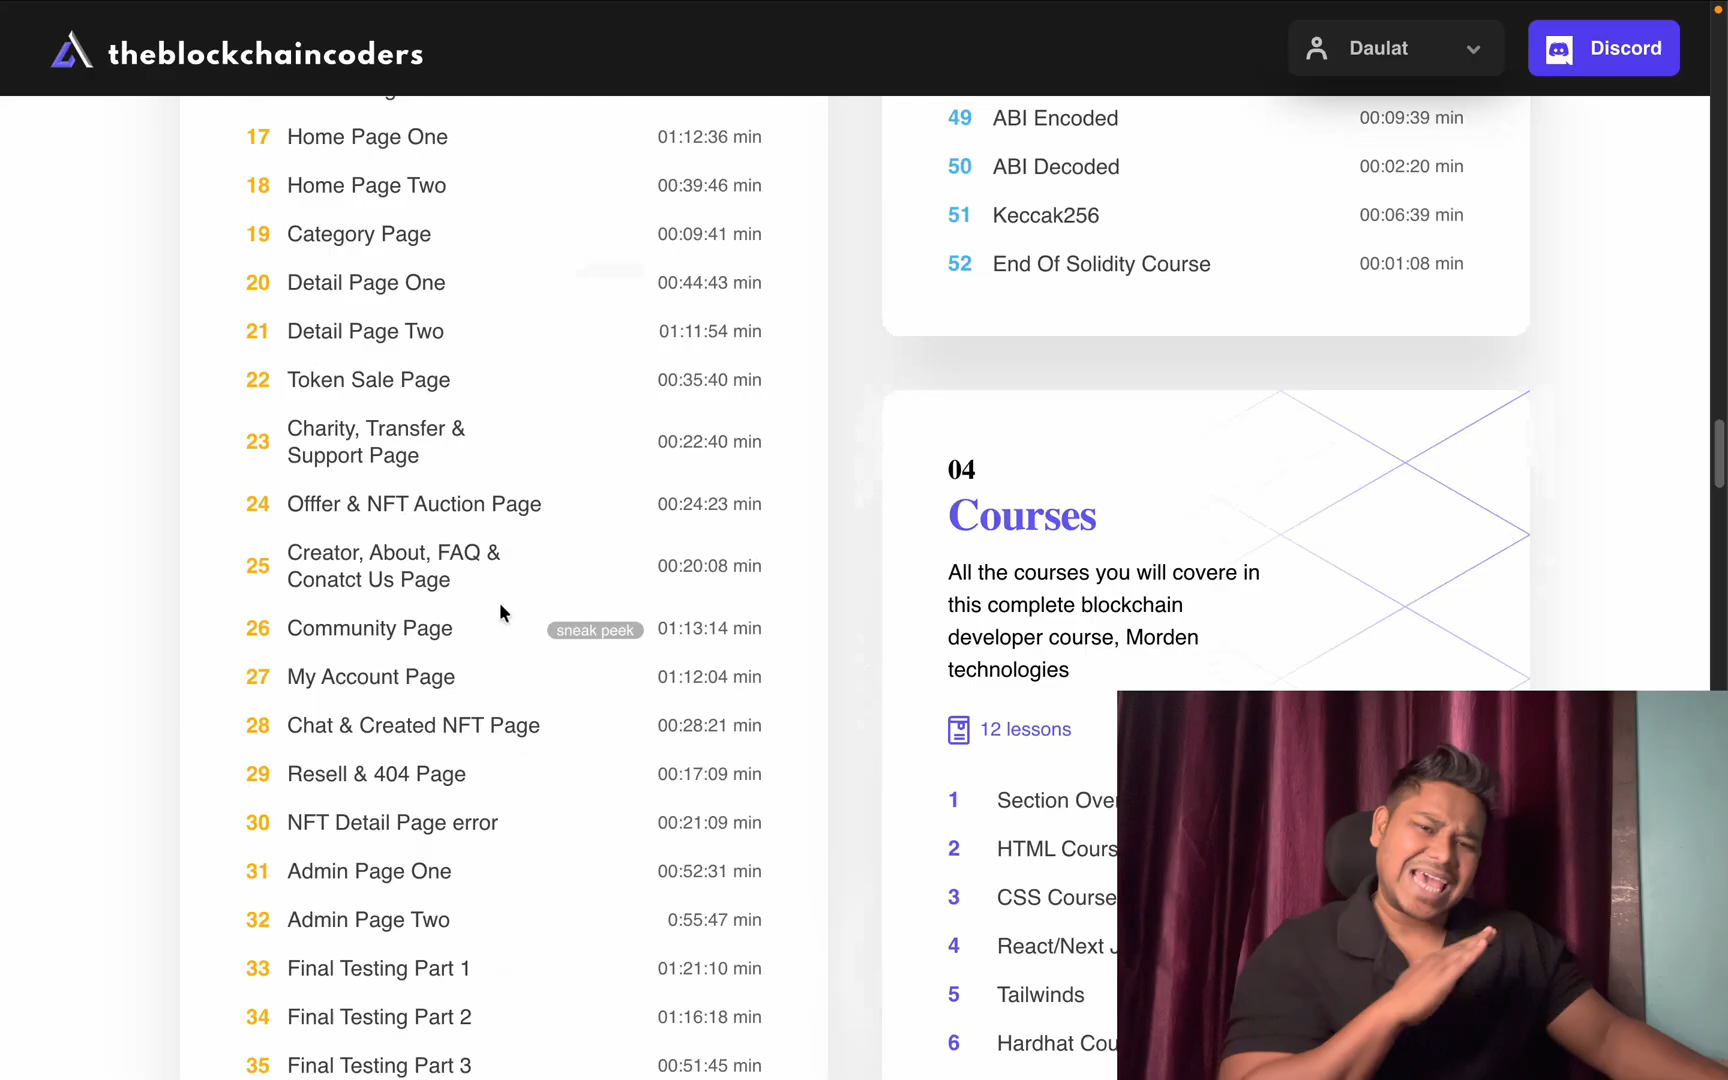 theblockchaincoders
Daulat
Discord
17 Home Page One 01:12:36 min
18 Home Page Two 00:39:46 min
19 Category Page 00:09:41 min
20 Detail Page One 00:44:43 min
21 Detail Page Two 01:11:54 min
22 Token Sale Page 00:35:40 min
23 Charity, Transfer &
Support Page 00:22:40 min
24 Offfer & NFT Auction Page 00:24:23 min
25 Creator, About, FAQ &
Conatct Us Page 00:20:08 min
26 Community Page sneak peek 01:13:14 min
27 My Account Page 01:12:04 min
28 Chat & Created NFT Page 00:28:21 min
29 Resell & 404 Page 00:17:09 min
30 NFT Detail Page error 00:21:09 min
31 Admin Page One 00:52:31 min
32 Admin Page Two 0:55:47 min
33 Final Testing Part 1 01:21:10 min
34 Final Testing Part 2 01:16:18 min
35 Final Testing Part 3 00:51:45 min
49 ABI Encoded 00:09:39 min
50 ABI Decoded 00:02:20 min
51 Keccak256 00:06:39 min
52 End Of Solidity Course 00:01:08 min
04
Courses
All the courses you will covere in
this complete blockchain
developer course, Morden
technologies
12 lessons
1 Section Over
2 HTML Cours
3 CSS Course
4 React/Next
5 Tailwinds
6 Hardhat Cou